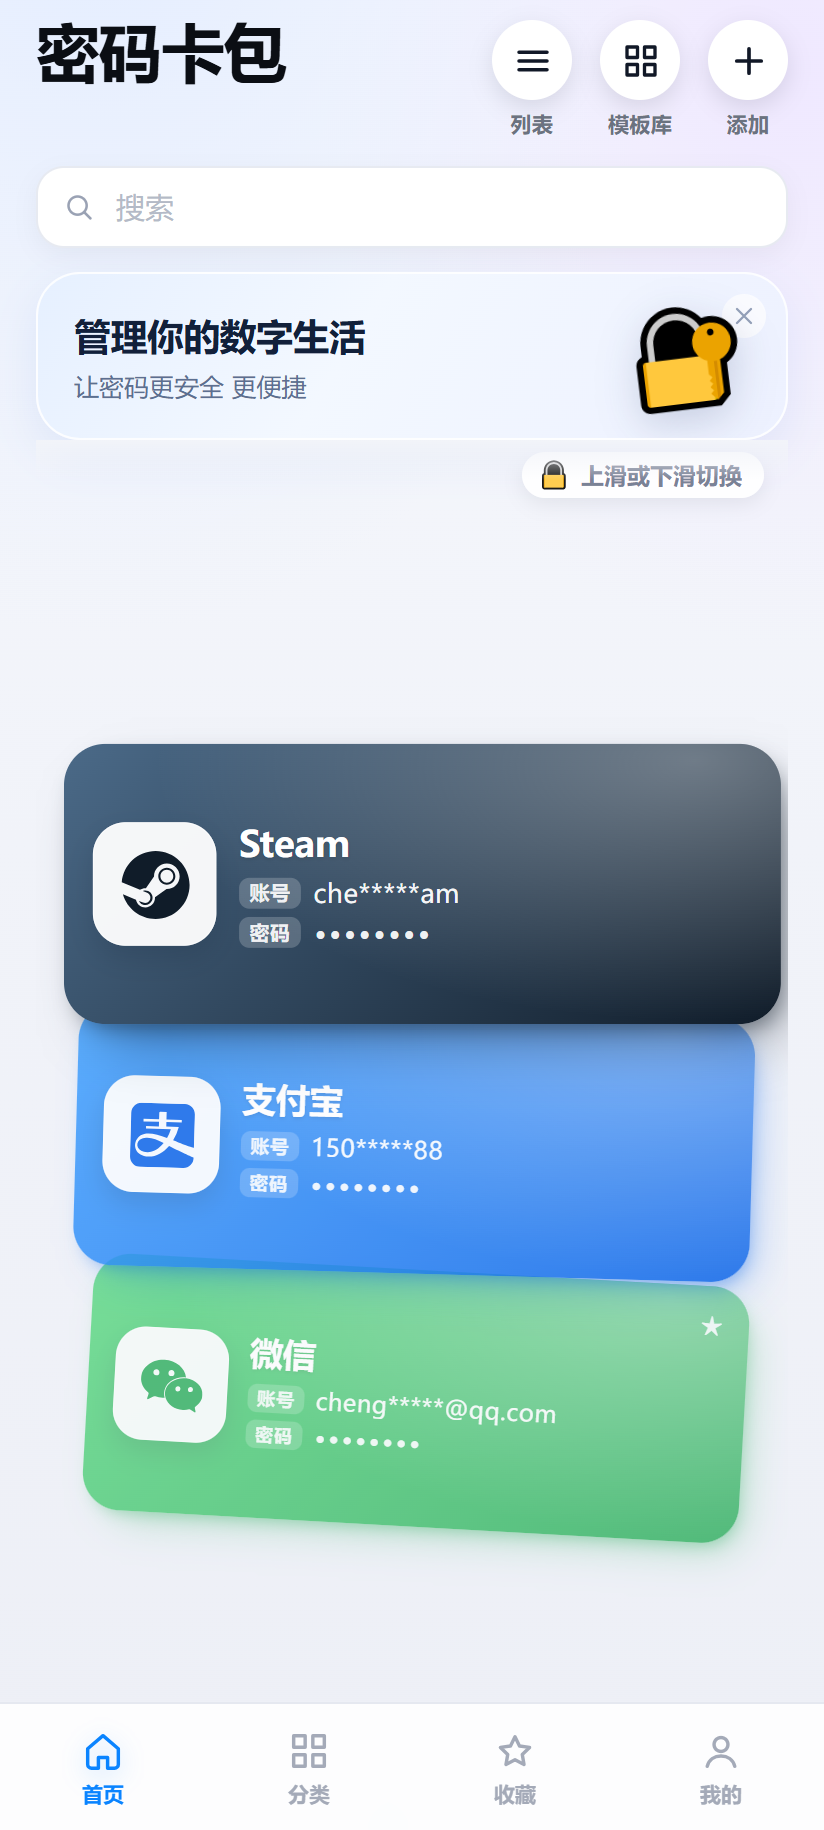 密码卡包
列表
模板库
添加
搜索
管理你的数字生活
让密码更安全 更便捷
上滑或下滑切换
Steam
账号 che*****am
密码 ••••••••
支付宝
支
账号 150*****88
密码 ••••••••
微信
账号 cheng*****@qq.com
密码 ••••••••
首页
分类
收藏
我的